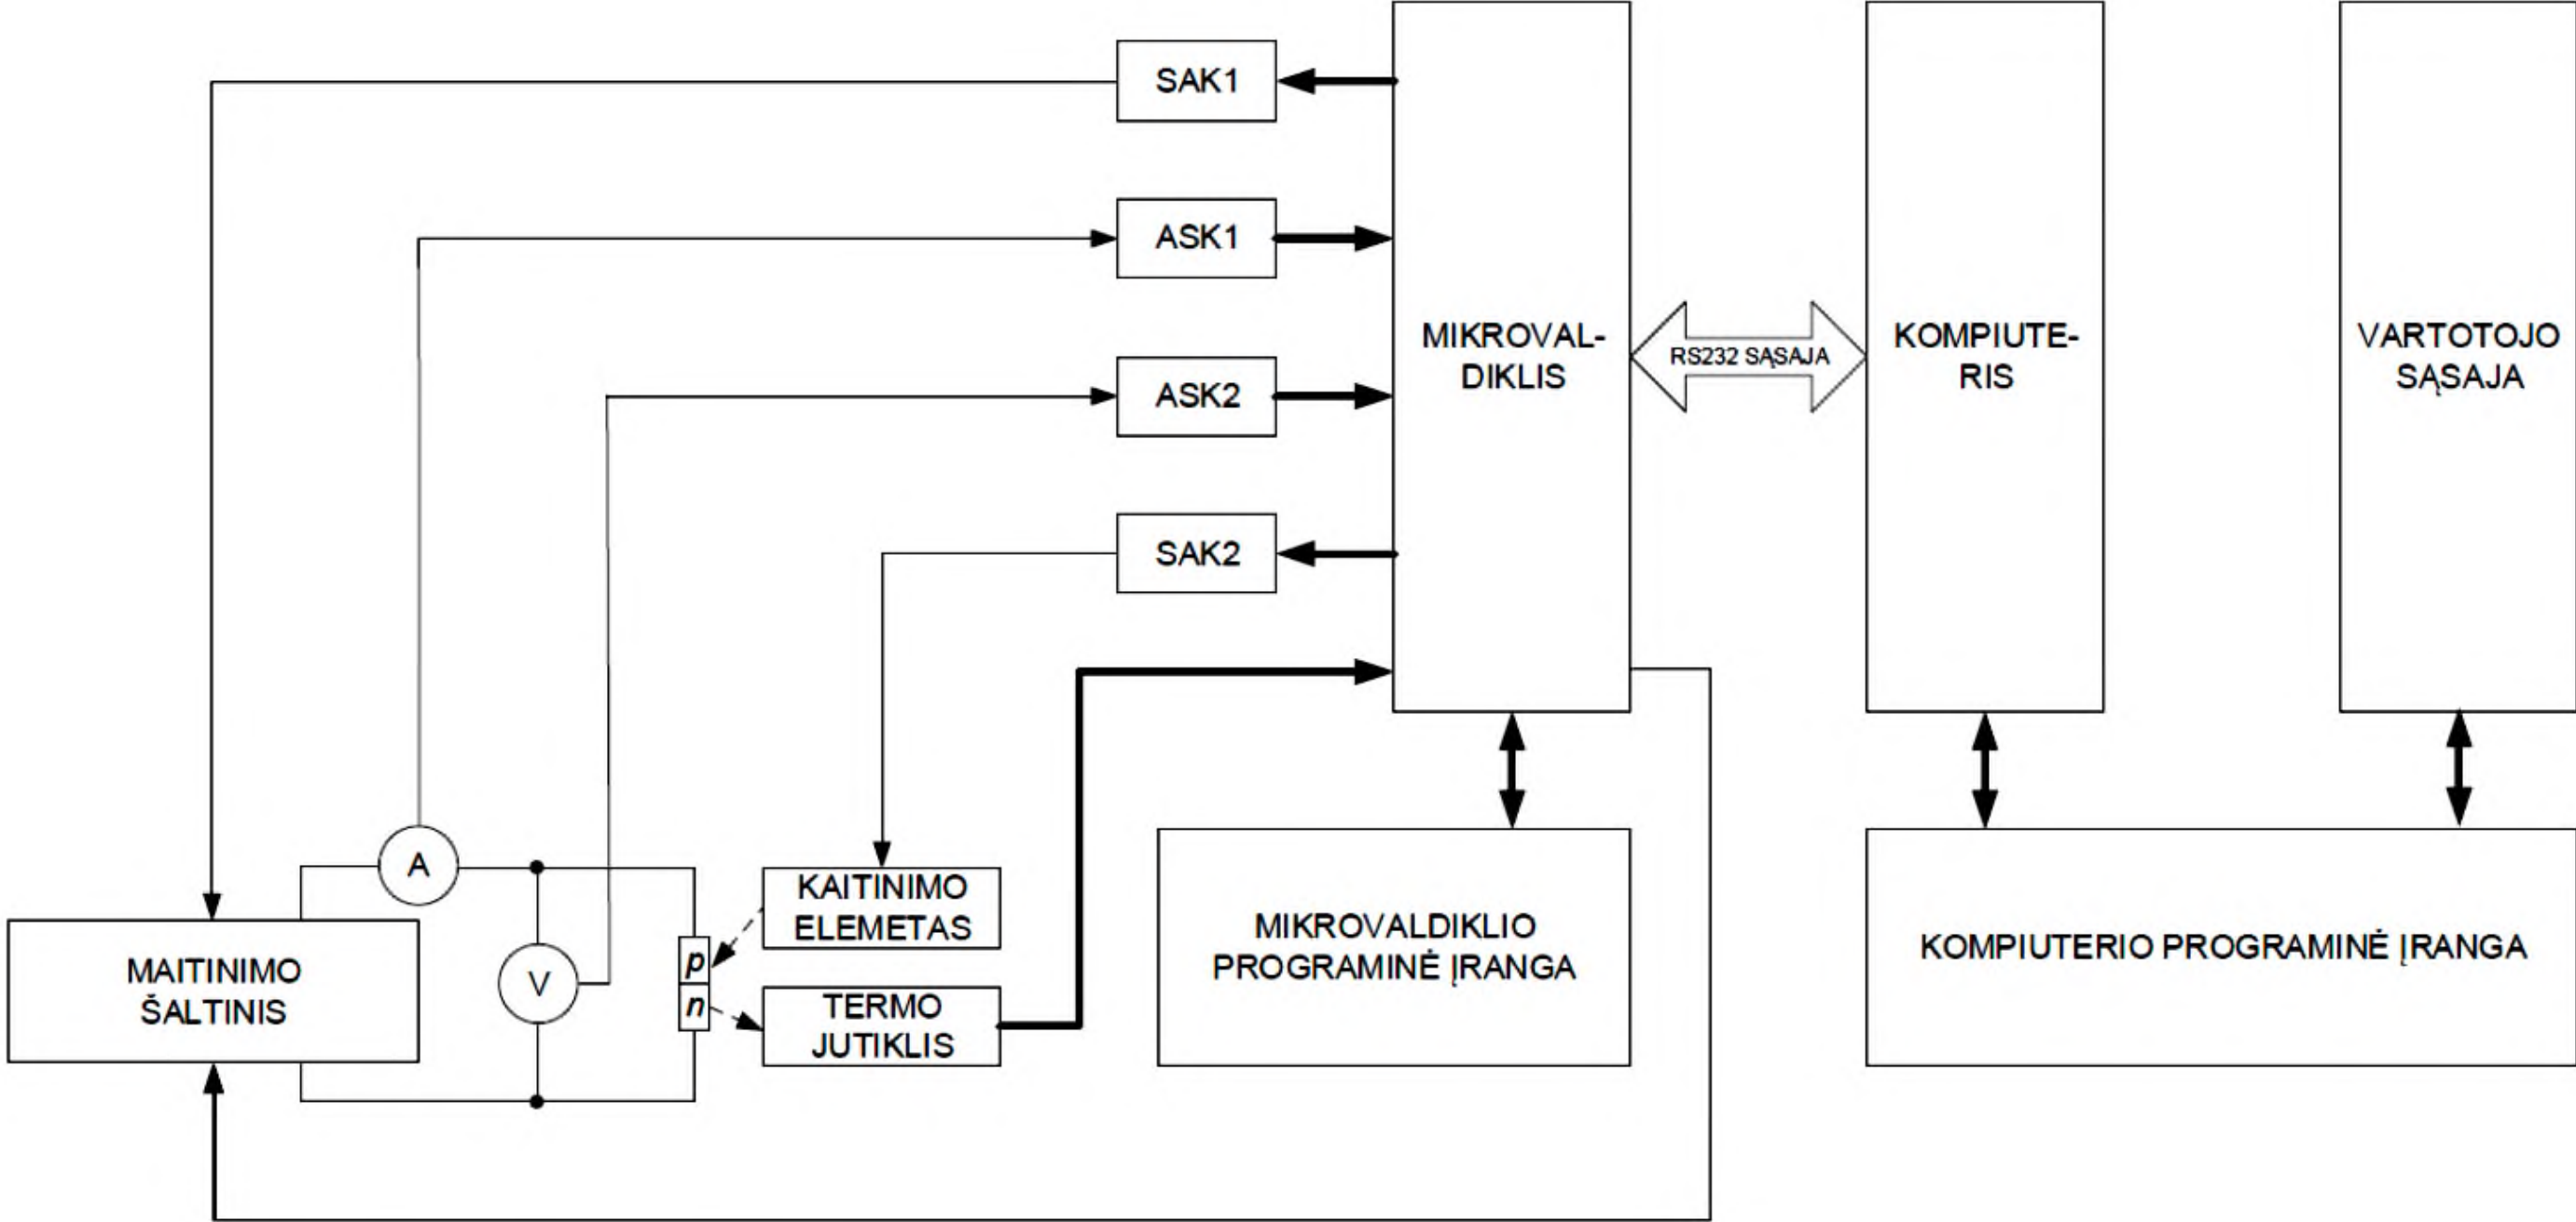 SAK1
ASK1
ASK2
SAK2
MIKROVAL-
DIKLIS
RS232 SĄSAJA
KOMPIUTE-
RIS
VARTOTOJO
SĄSAJA
A
V
p
n
MAITINIMO
ŠALTINIS
KAITINIMO
ELEMETAS
TERMO
JUTIKLIS
MIKROVALDIKLIO
PROGRAMINĖ ĮRANGA
KOMPIUTERIO PROGRAMINĖ ĮRANGA